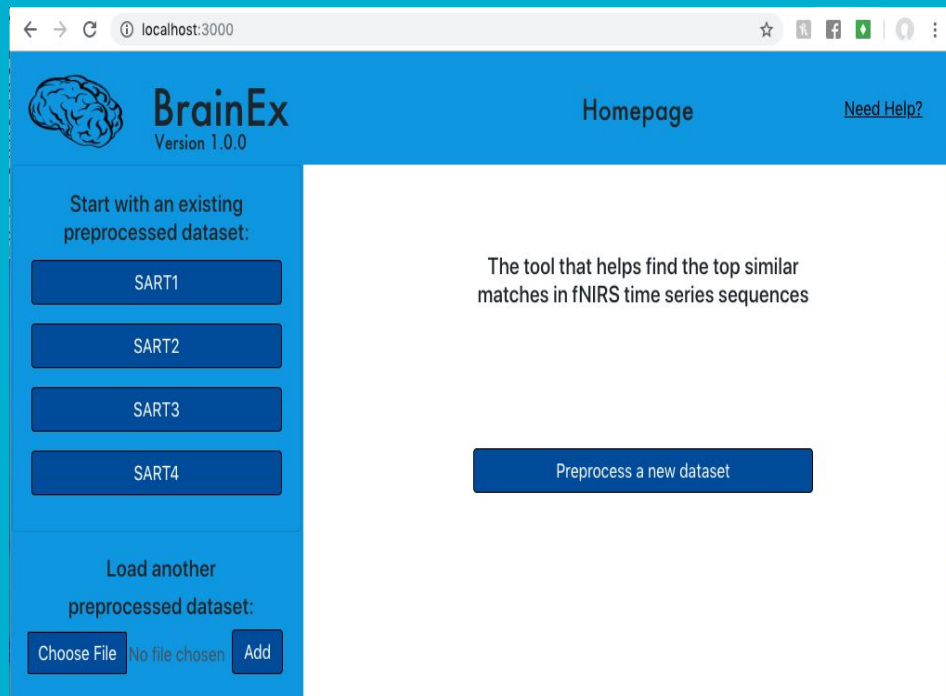 localhost:3000
BrainEx
Version 1.0.0
Homepage
Need Help?
Start with an existing
preprocessed dataset:
SART1
SART2
SART3
SART4
Load another
preprocessed dataset:
Choose File No file chosen Add
The tool that helps find the top similar
matches in fNIRS time series sequences
Preprocess a new dataset